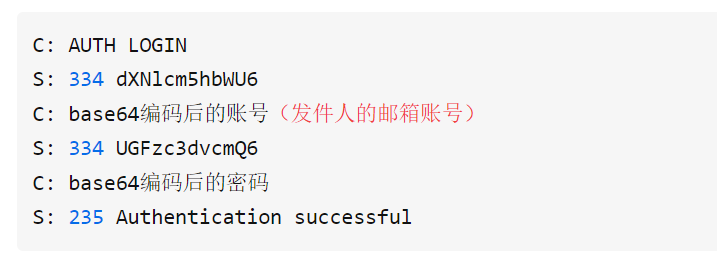 C: AUTH LOGIN
S: 334 dXNlcm5hbWU6
C: base64编码后的账号（发件人的邮箱账号）
S: 334 UGFzc3dvcmQ6
C: base64编码后的密码
S: 235 Authentication successful